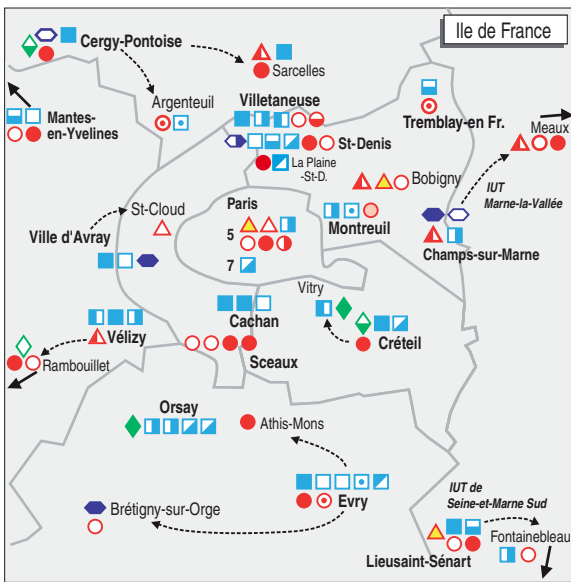 Ile de France
Cergy-Pontoise
Sarcelles
Argenteuil
Villetaneuse
Tremblay-en Fr.
Mantes-
en-Yvelines
St-Denis
Meaux
La Plaine
-St-D.
Bobigny
IUT
Marne-la-Vallée
St-Cloud
Paris
Ville d'Avray
5
Montreuil
Champs-sur-Marne
7
Vitry
Cachan
Vélizy
Créteil
Rambouillet
Sceaux
Orsay
Athis-Mons
IUT de
Seine-et-Marne Sud
Evry
Brétigny-sur-Orge
Fontainebleau
Lieusaint-Sénart